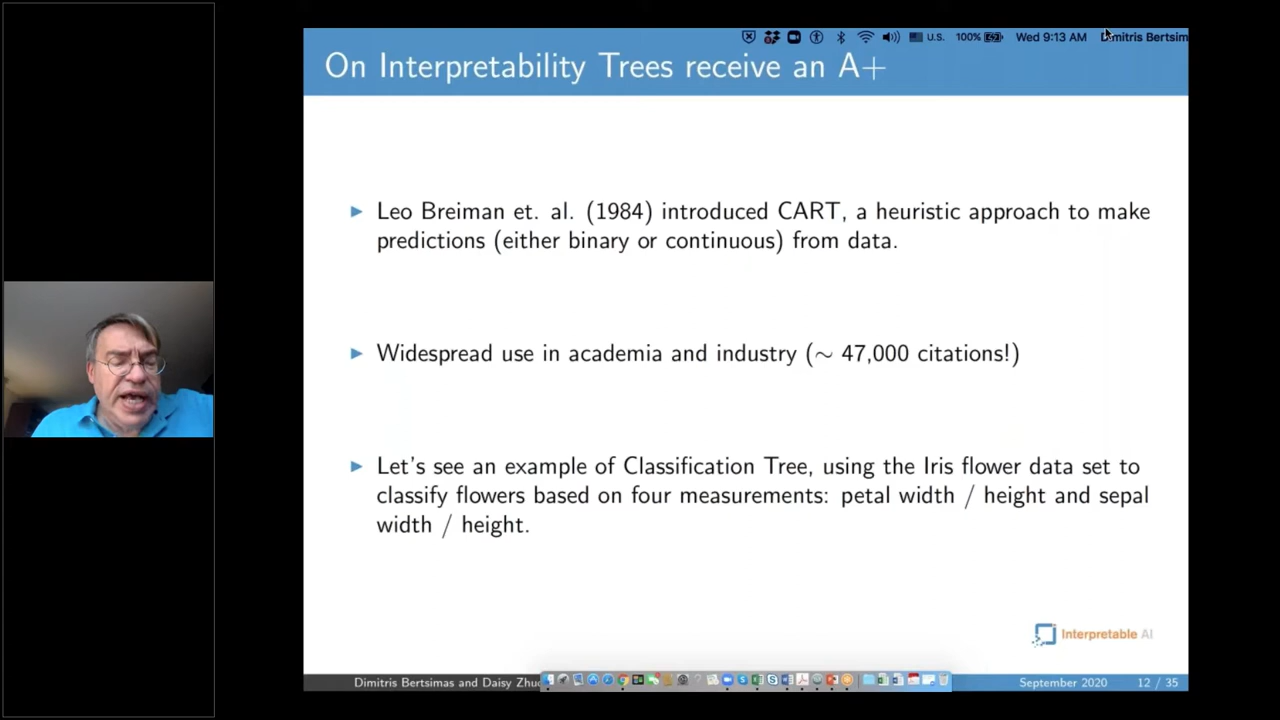 U.S. 100% Wed 9:13 AM Dimitris Bertsim
On Interpretability Trees receive an A+
► Leo Breiman et. al. (1984) introduced CART, a heuristic approach to make
predictions (either binary or continuous) from data.
► Widespread use in academia and industry (∼ 47,000 citations!)
► Let's see an example of Classification Tree, using the Iris flower data set to
classify flowers based on four measurements: petal width / height and sepal
width / height.
Interpretable AI
Dimitris Bertsimas and Daisy Zhuo September 2020 12 / 35